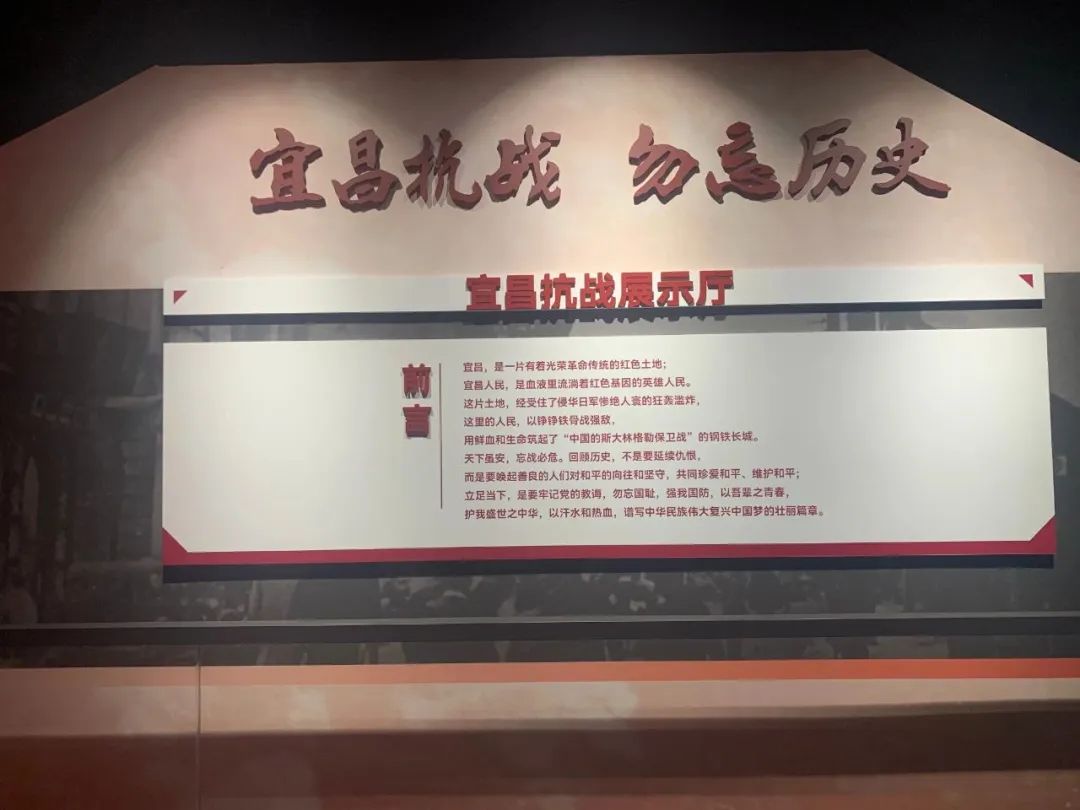 宜昌抗战 勿忘历史
宜昌抗战展示厅
前言
宜昌，是一片有着光荣革命传统的红色土地；
宜昌人民，是血液里流淌着红色基因的英雄人民。
这片土地，经受住了侵华日军惨绝人寰的狂轰滥炸，
这里的人民，以铮铮铁骨战强敌，
用鲜血和生命筑起了“中国的斯大林格勒保卫战”的钢铁长城。
天下虽安，忘战必危。回顾历史，不是要延续仇恨，
而是要唤起善良的人们对和平的向往和坚守，共同珍爱和平、维护和平；
立足当下，是要牢记党的教诲，勿忘国耻，强我国防，以吾辈之青春，
护我盛世之中华，以汗水和热血，谱写中华民族伟大复兴中国梦的壮丽篇章。